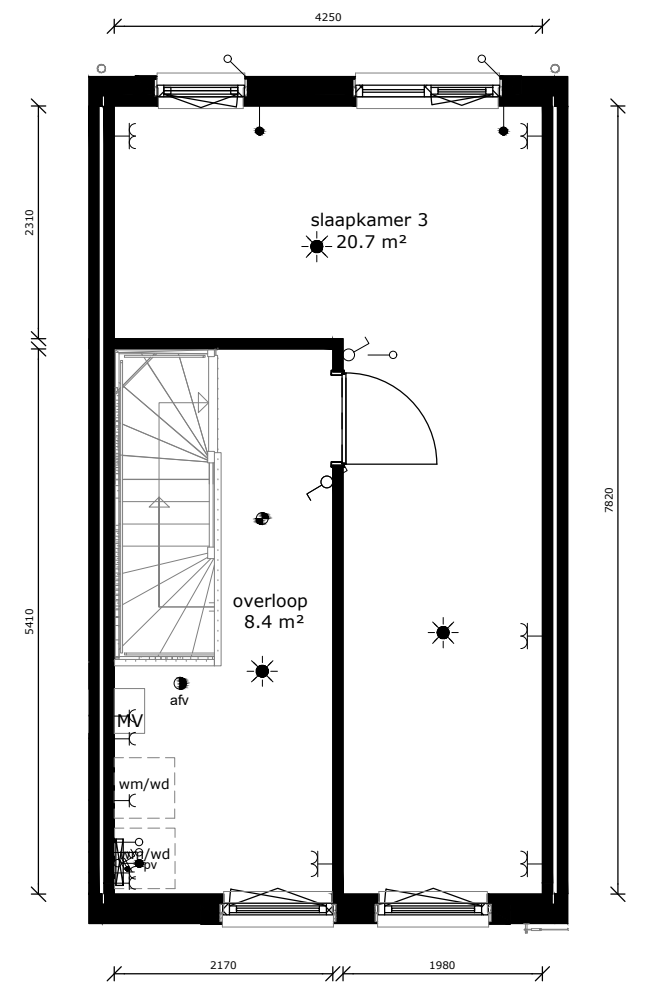 4250
2310
slaapkamer 3
20.7 m²
7820
5410
overloop
8.4 m²
afv
MV
wm/wd
wm/wd
pv
2170
1980